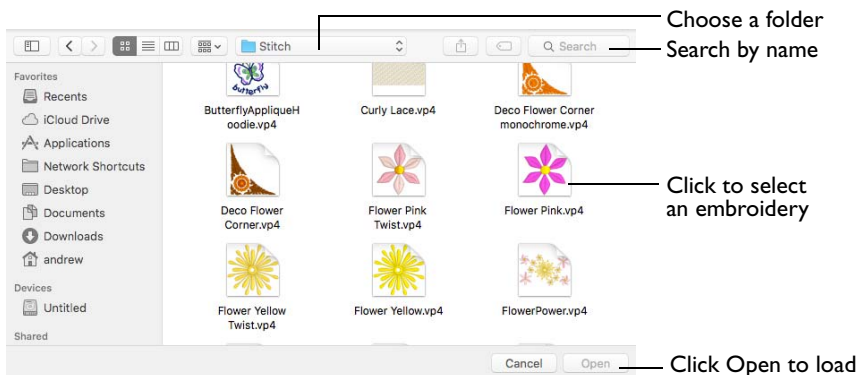 Choose a folder
Stitch
Search
Search by name
Favorites
Recents
iCloud Drive
Applications
Network Shortcuts
Desktop
Documents
Downloads
andrew
Devices
Untitled
Shared
butterfly
ButterflyAppliqueH
oodie.vp4
Curly Lace.vp4
Deco Flower Corner
monochrome.vp4
Deco Flower
Corner.vp4
Flower Pink
Twist.vp4
Flower Pink.vp4
Click to select
an embroidery
Flower Yellow
Twist.vp4
Flower Yellow.vp4
FlowerPower.vp4
Cancel
Open
Click Open to load